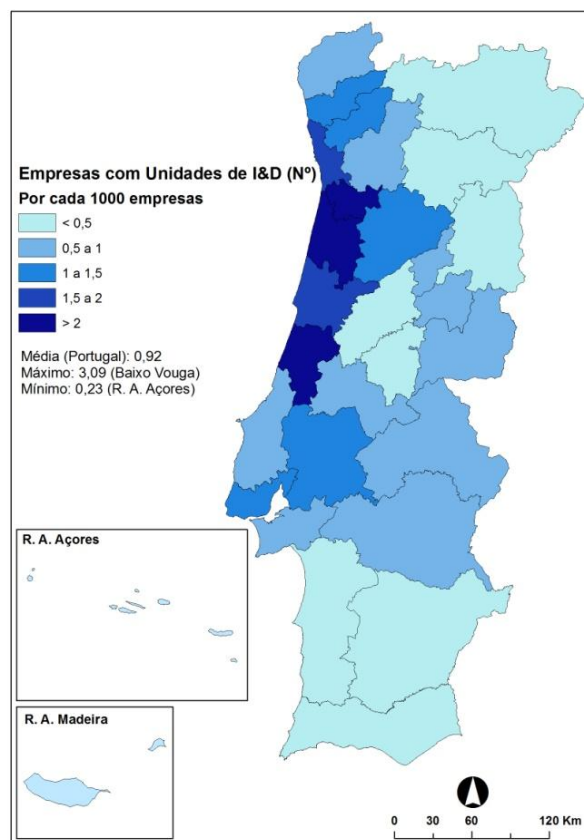 Empresas com Unidades de I&D (Nº)
Por cada 1000 empresas
< 0,5
0,5 a 1
1 a 1,5
1,5 a 2
> 2
Média (Portugal): 0,92
Máximo: 3,09 (Baixo Vouga)
Mínimo: 0,23 (R. A. Açores)
R. A. Açores
R. A. Madeira
0 30 60 120 Km